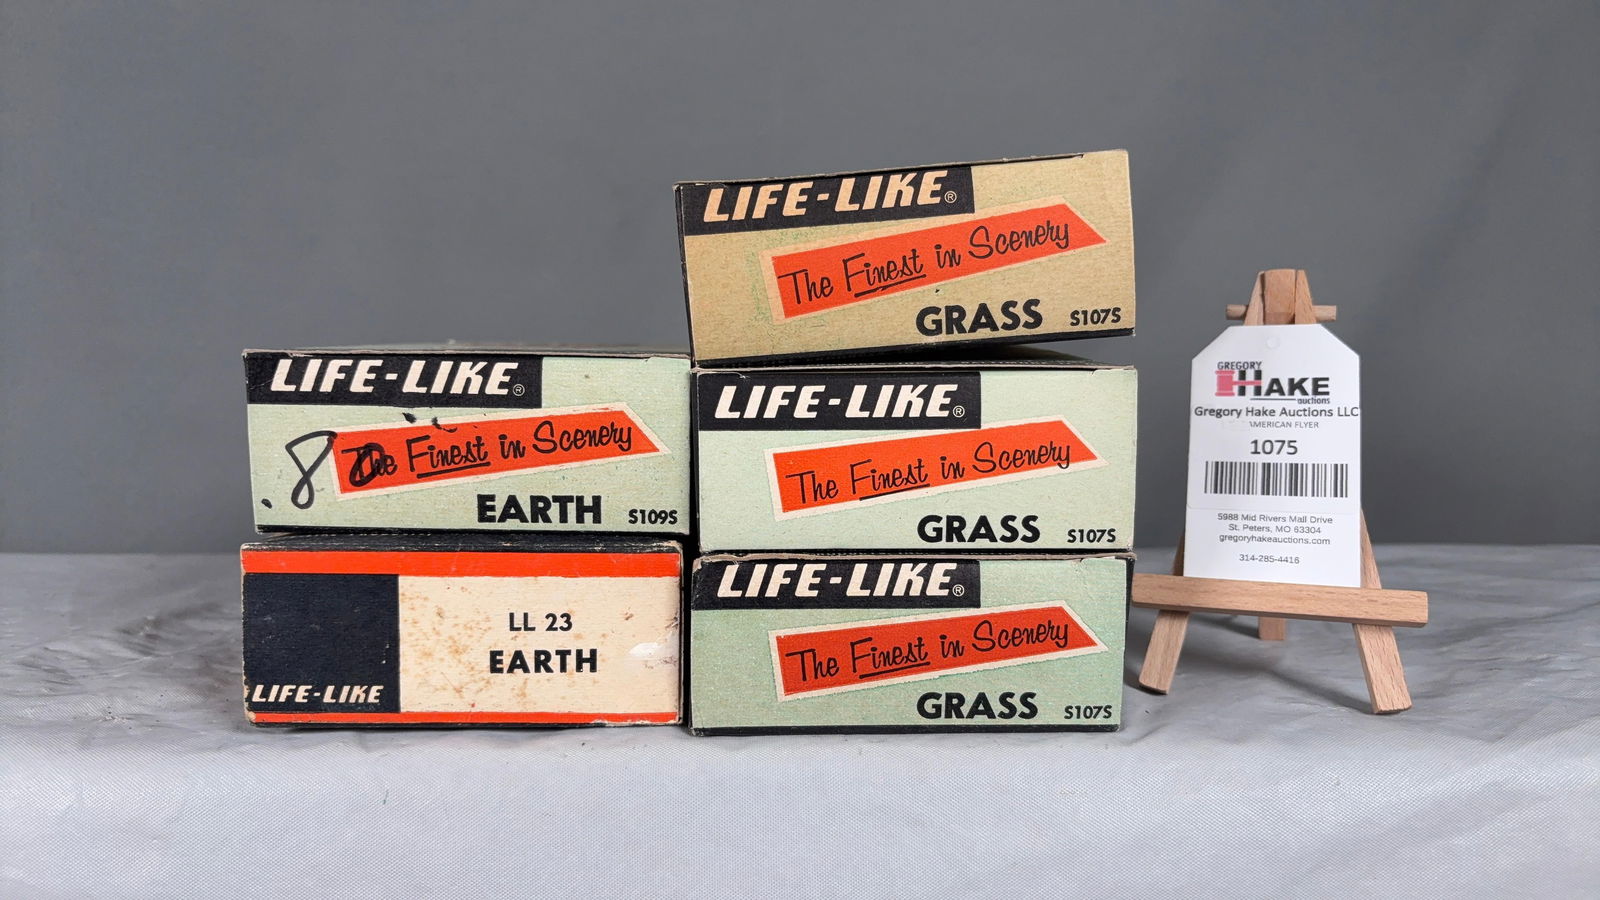 LIFE-LIKE®
The Finest in Scenery
GRASS S107S
LIFE-LIKE®
The Finest in Scenery
EARTH S109S
.80
LIFE-LIKE®
The Finest in Scenery
GRASS S107S
LL 23
EARTH
LIFE-LIKE
LIFE-LIKE®
The Finest in Scenery
GRASS S107S
GREGORY
HAKE
auctions
Gregory Hake Auctions LLC
AMERICAN FLYER
1075
5988 Mid Rivers Mall Drive
St. Peters, MO 63304
gregoryhakeauctions.com
314-285-4416